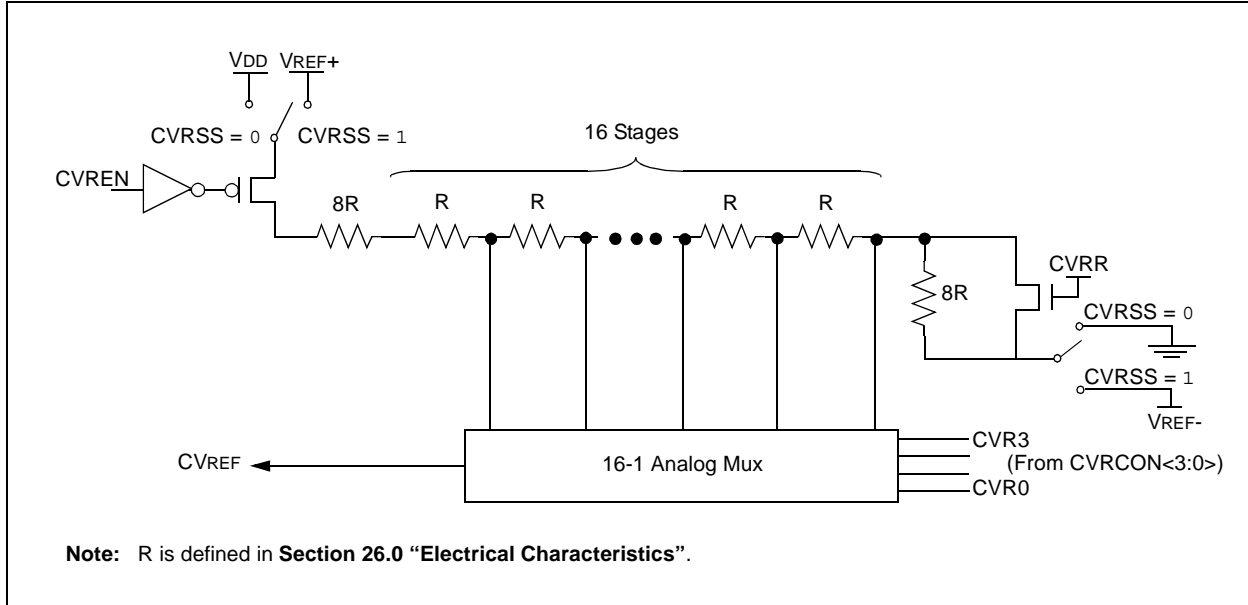 VDD VREF+
CVRSS = 0 CVRSS = 1
16 Stages
CVREN
8R R R R R
CVRR
8R
CVRSS = 0
CVRSS = 1
VREF-
CVREF
16-1 Analog Mux
CVR3
(From CVRCON<3:0>)
CVR0
Note: R is defined in Section 26.0 “Electrical Characteristics”.